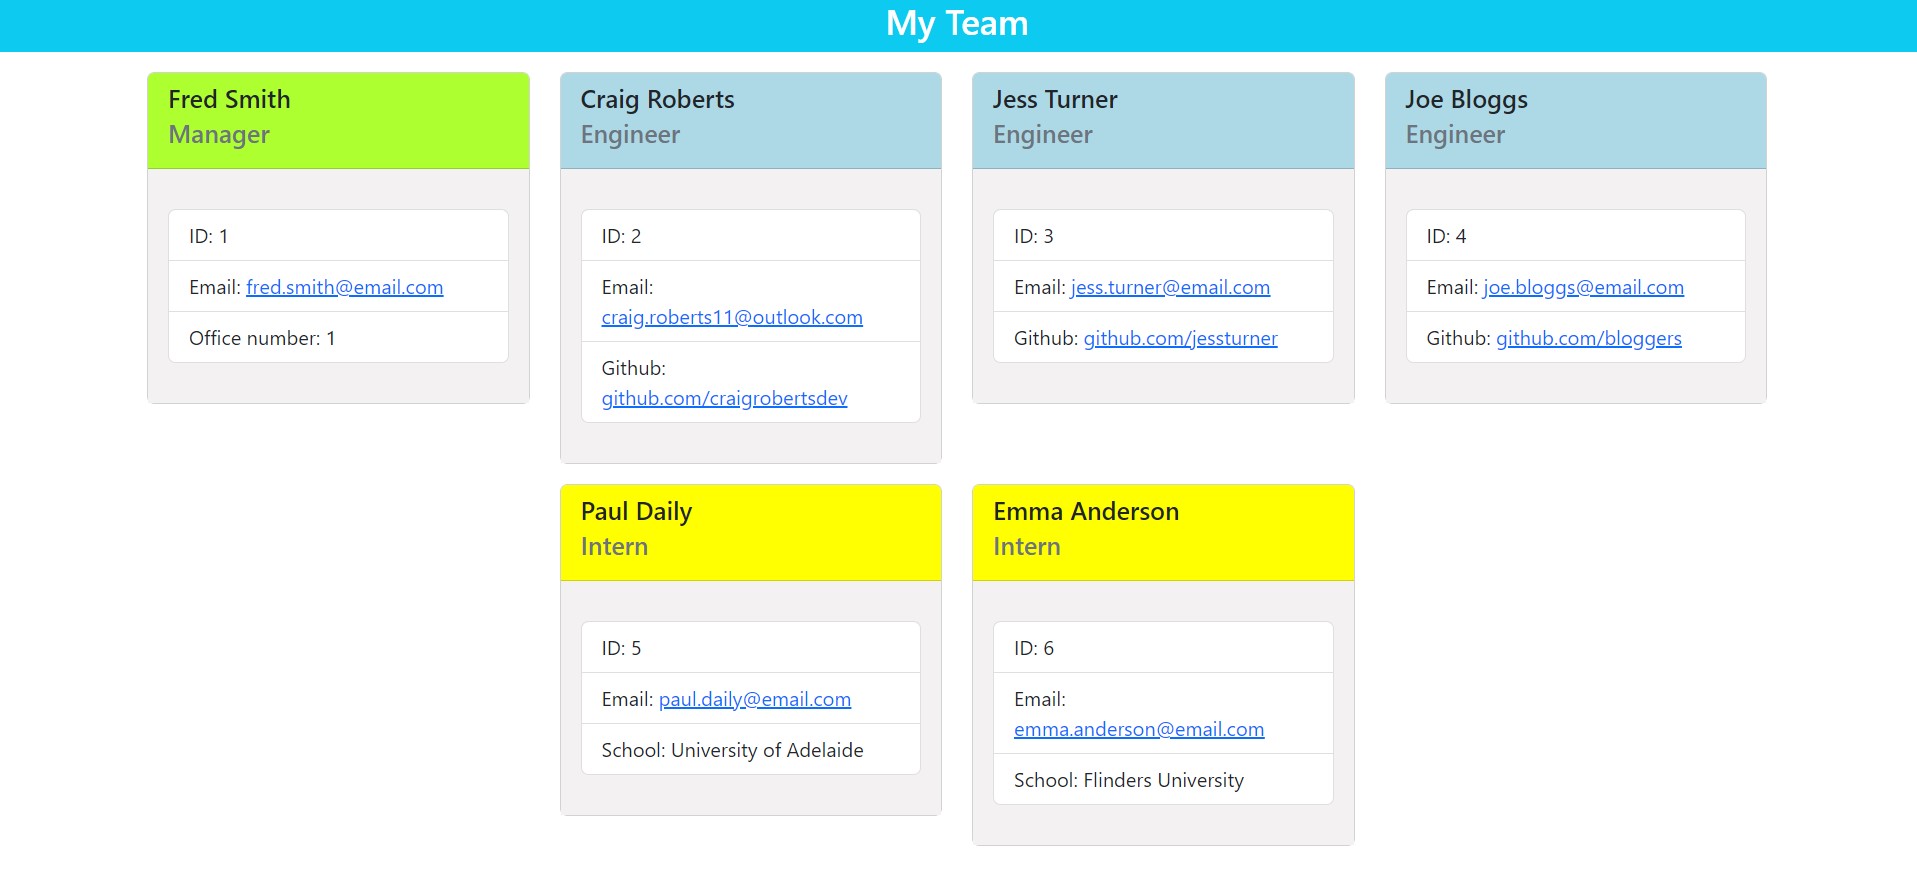 My Team
Fred Smith
Manager
ID: 1
Email: fred.smith@email.com
Office number: 1
Craig Roberts
Engineer
ID: 2
Email:
craig.roberts11@outlook.com
Github:
github.com/craigrobertsdev
Jess Turner
Engineer
ID: 3
Email: jess.turner@email.com
Github: github.com/jessturner
Joe Bloggs
Engineer
ID: 4
Email: joe.bloggs@email.com
Github: github.com/bloggers
Paul Daily
Intern
ID: 5
Email: paul.daily@email.com
School: University of Adelaide
Emma Anderson
Intern
ID: 6
Email:
emma.anderson@email.com
School: Flinders University